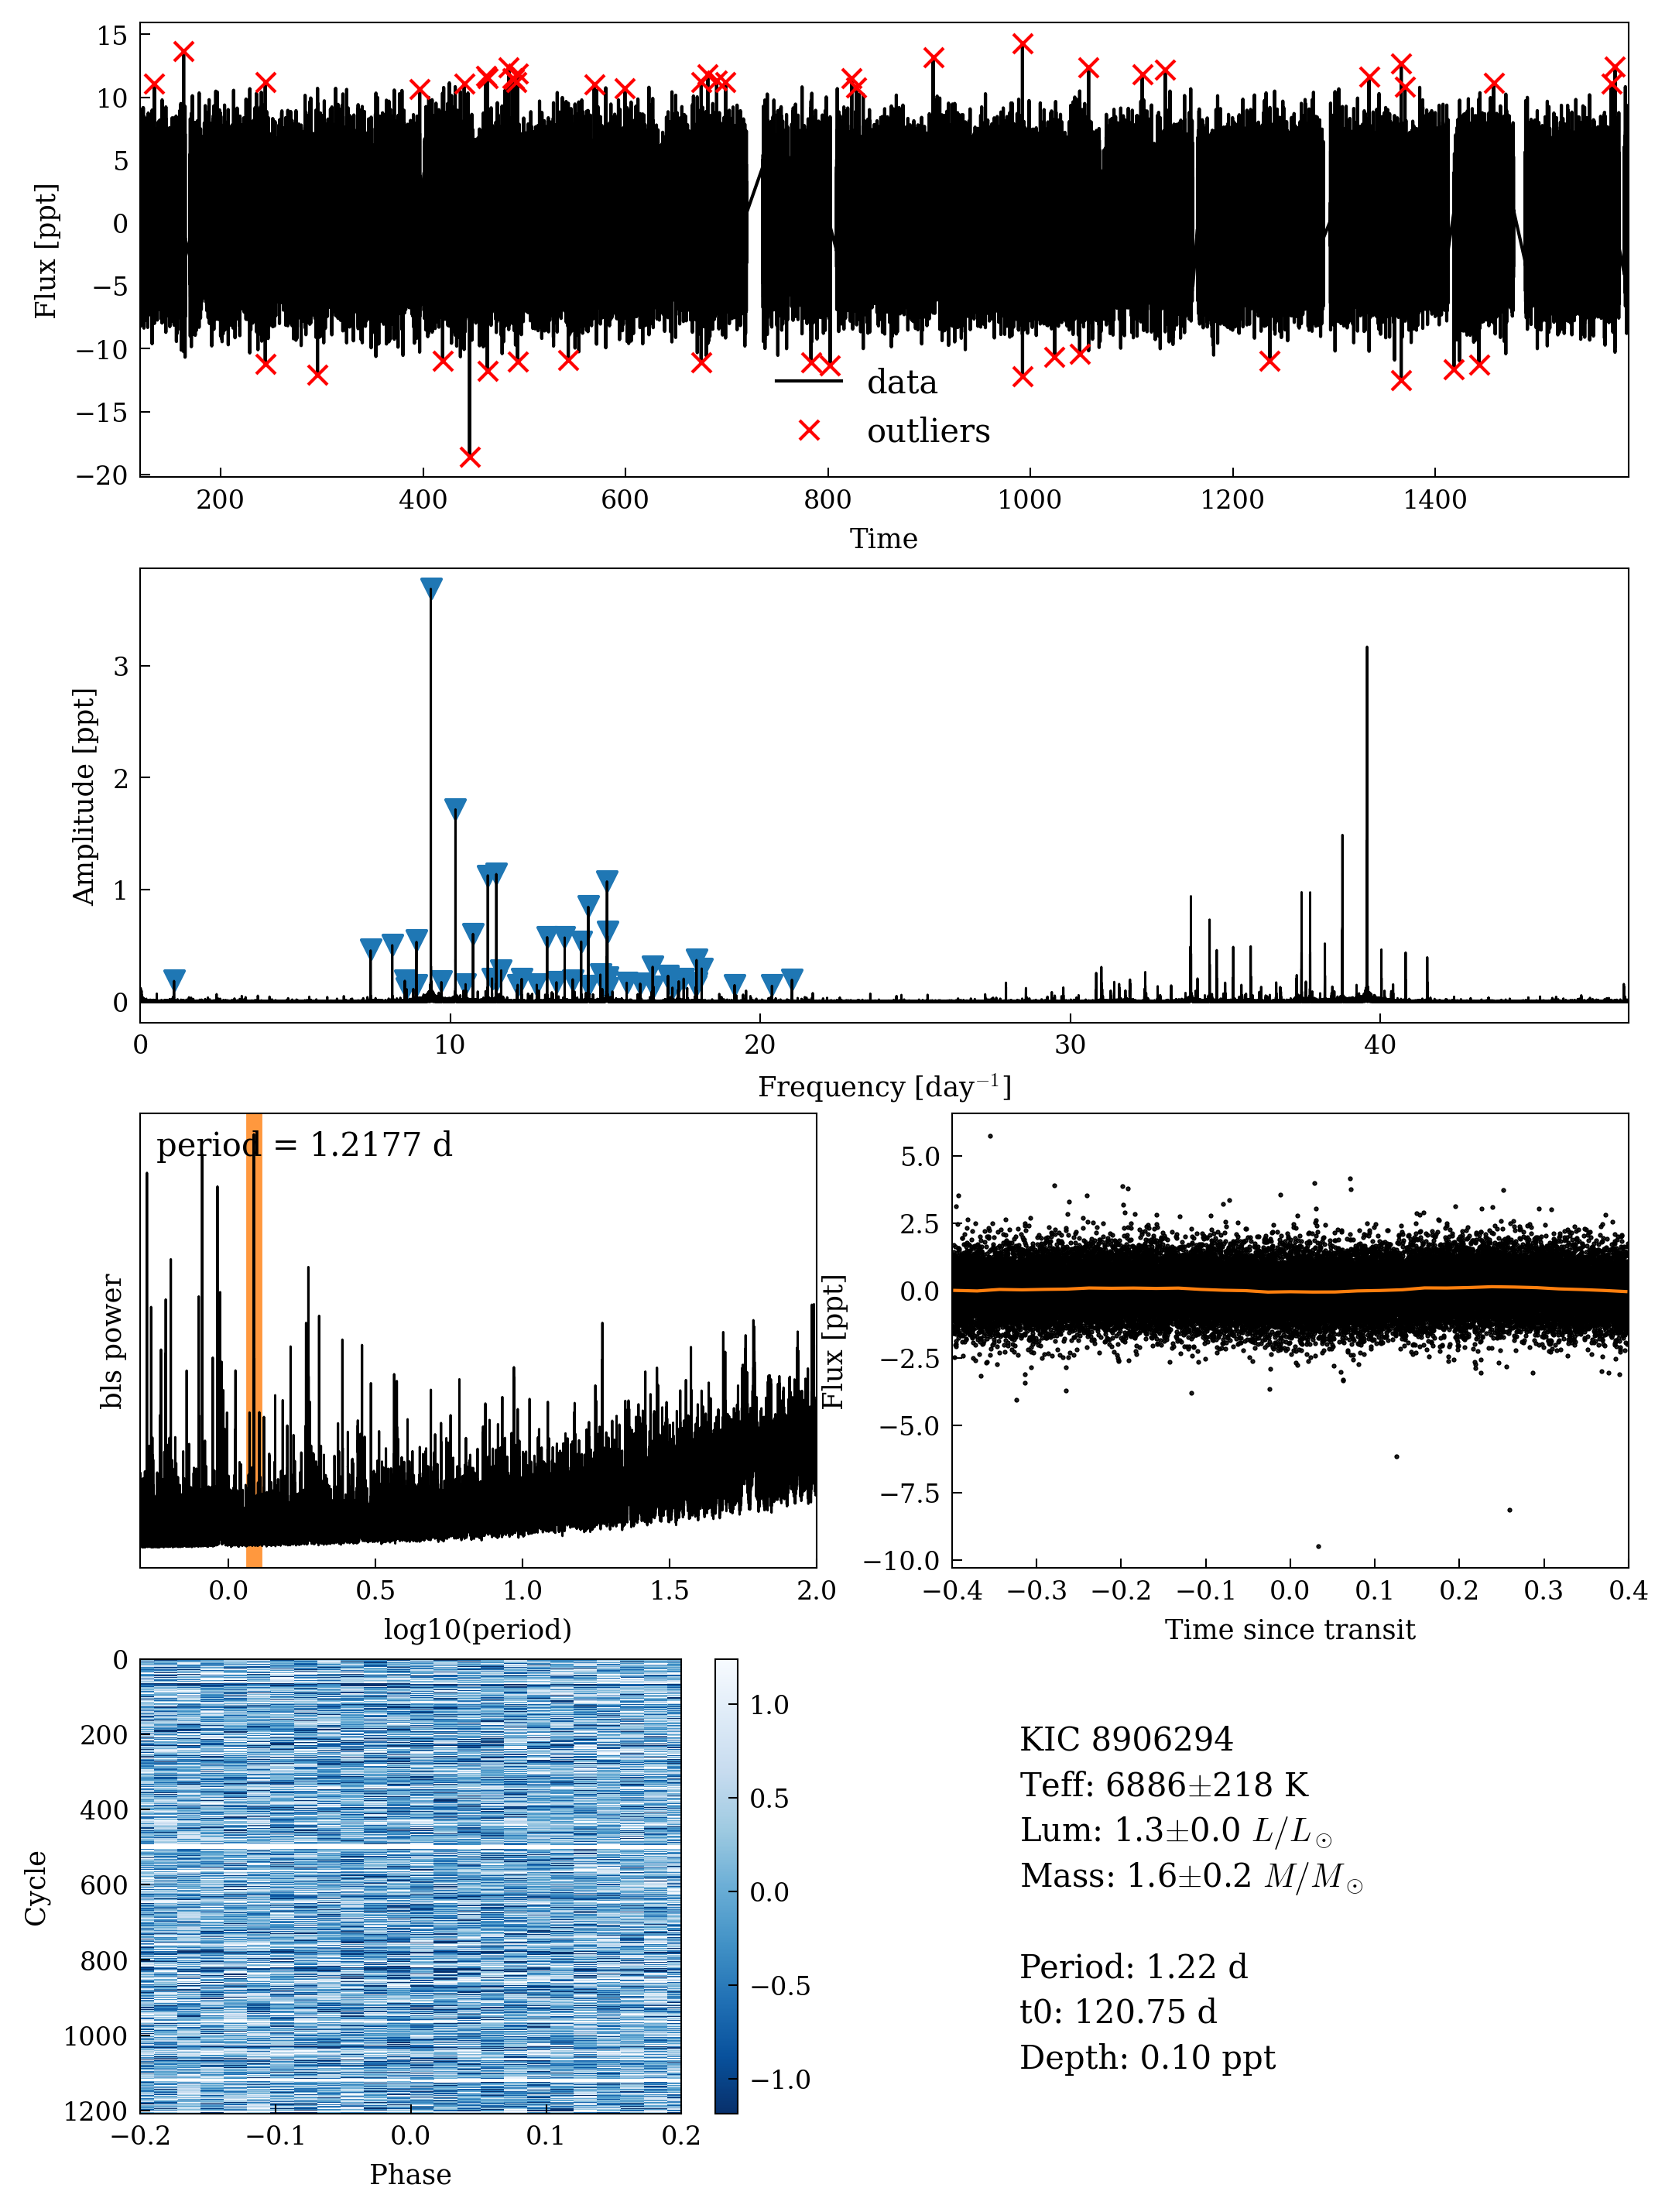 15
10
5
0
−5
−10
−15
−20
Flux [ppt]
data
outliers
200 400 600 800 1000 1200 1400
Time
3
2
1
0
Amplitude [ppt]
0 10 20 30 40
Frequency [day⁻¹]
period = 1.2177 d
bls power
0.0 0.5 1.0 1.5 2.0
log10(period)
5.0
2.5
0.0
−2.5
−5.0
−7.5
−10.0
Flux [ppt]
−0.4 −0.3 −0.2 −0.1 0.0 0.1 0.2 0.3 0.4
Time since transit
0
200
400
600
800
1000
1200
Cycle
−0.2 −0.1 0.0 0.1 0.2
Phase
1.0
0.5
0.0
−0.5
−1.0
KIC 8906294
Teff: 6886±218 K
Lum: 1.3±0.0 L/L⊙
Mass: 1.6±0.2 M/M⊙
Period: 1.22 d
t0: 120.75 d
Depth: 0.10 ppt